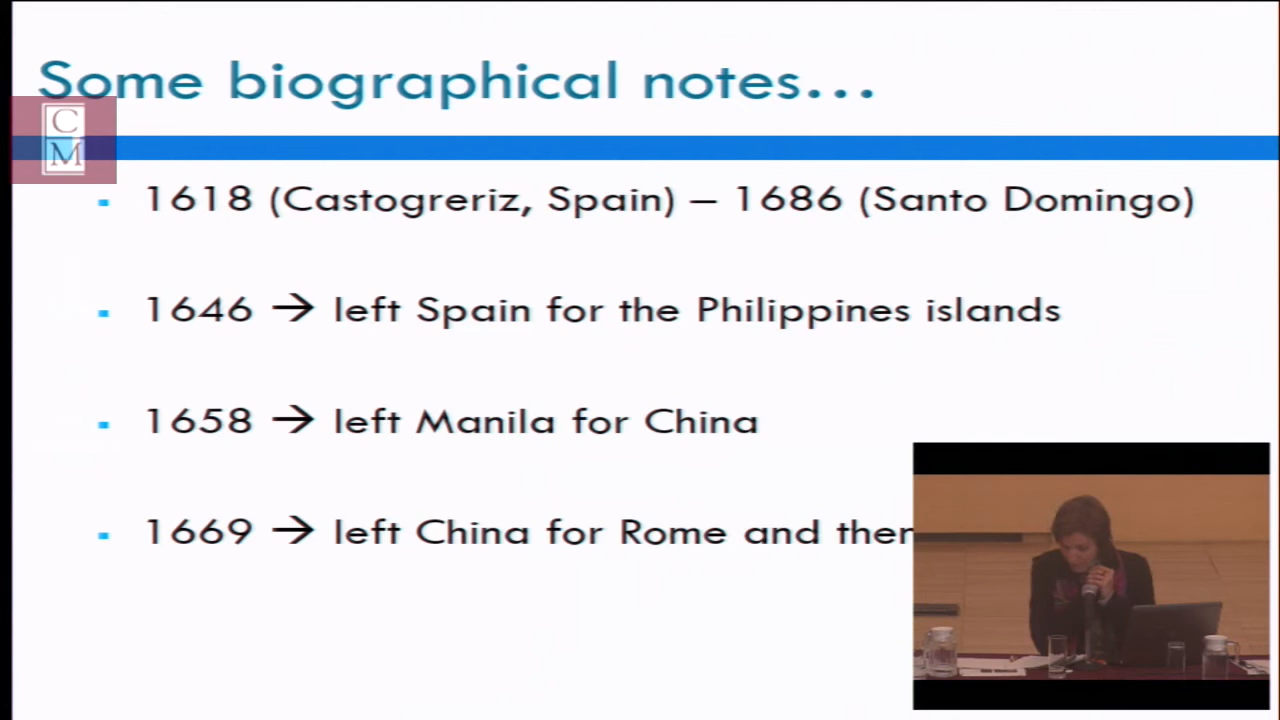 Some biographical notes...
C
M
1618 (Castogreriz, Spain) – 1686 (Santo Domingo)
1646 → left Spain for the Philippines islands
1658 → left Manila for China
1669 → left China for Rome and